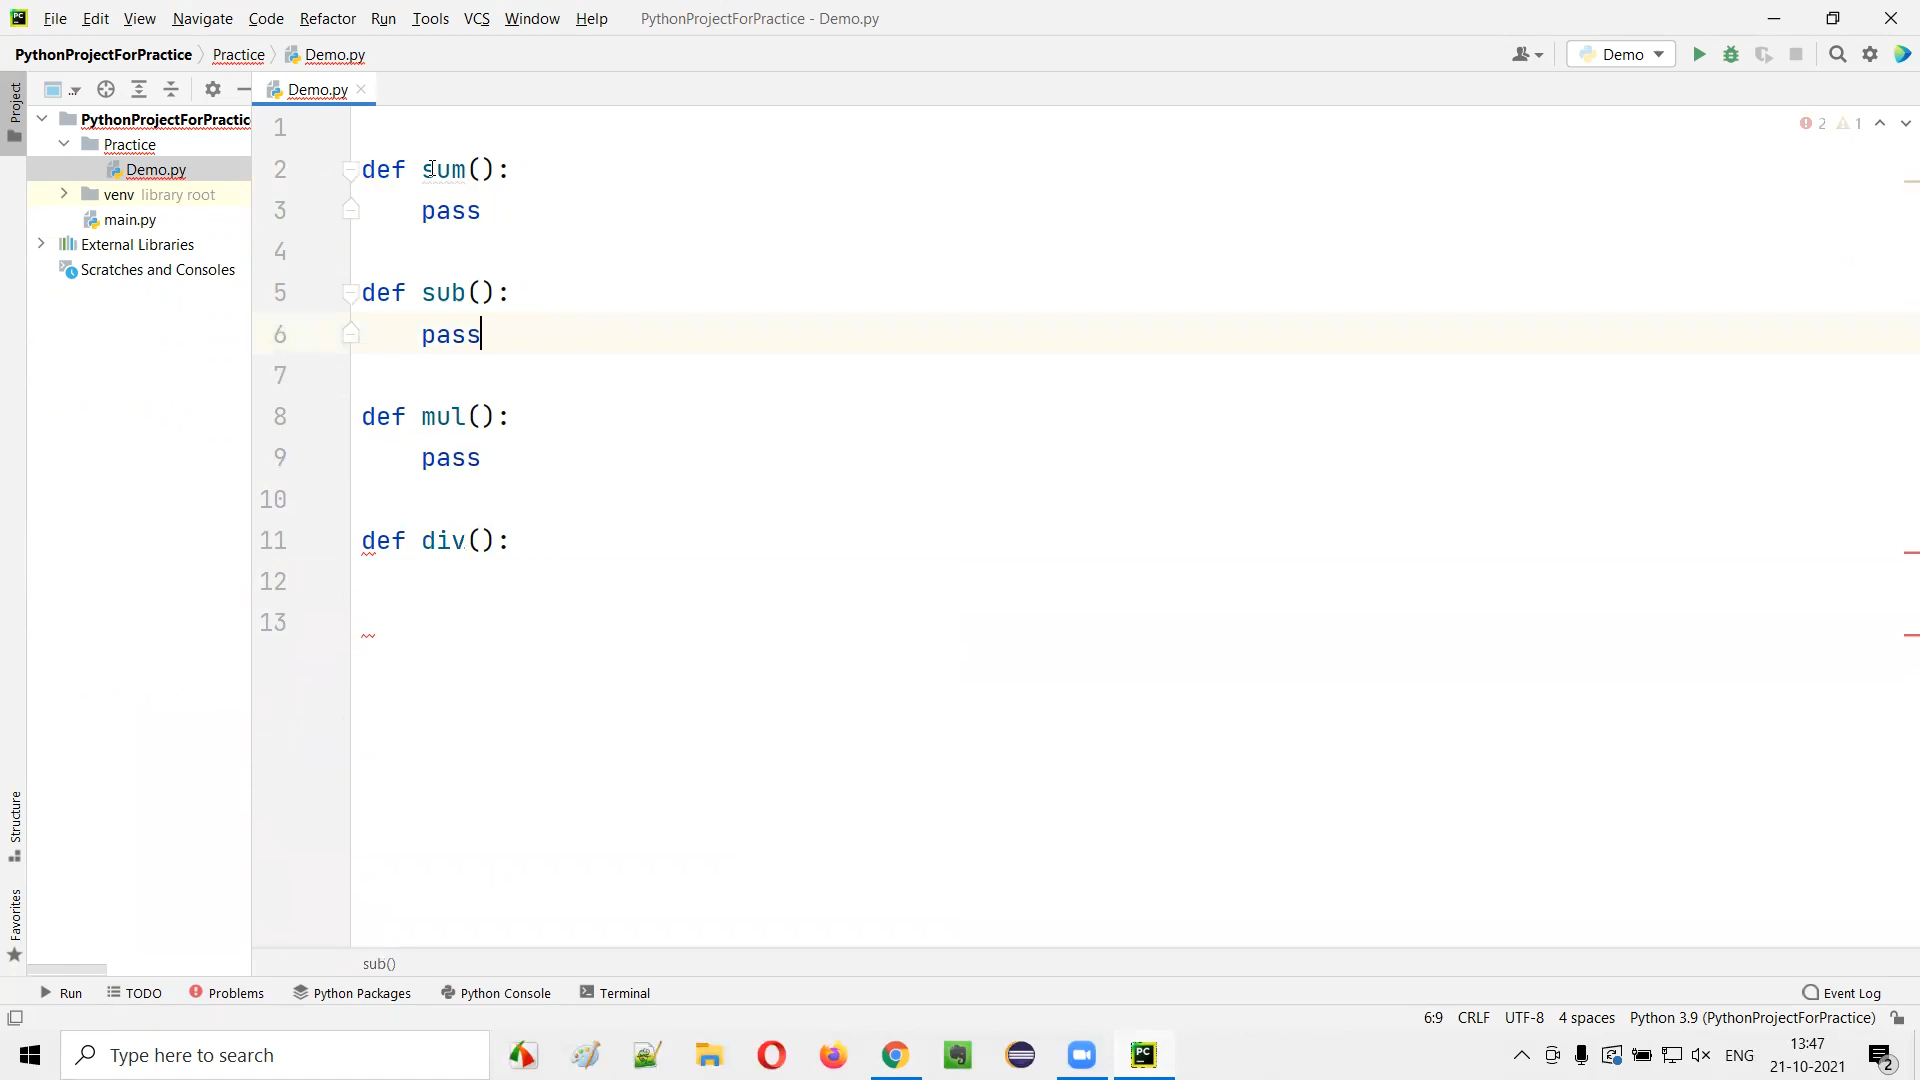 File Edit View Navigate Code Refactor Run Tools VCS Window Help PythonProjectForPractice - Demo.py
PythonProjectForPractice Practice Demo.py Demo
Project
Demo.py
PythonProjectForPractic
Practice
Demo.py
venv library root
main.py
External Libraries
Scratches and Consoles
2 1
1
2 def sum():
3 pass
4
5 def sub():
6 pass
7
8 def mul():
9 pass
10
11 def div():
12
13
Structure
Favorites
sub()
Run TODO Problems Python Packages Python Console Terminal Event Log
6:9 CRLF UTF-8 4 spaces Python 3.9 (PythonProjectForPractice)
Type here to search
ENG
13:47
21-10-2021
2